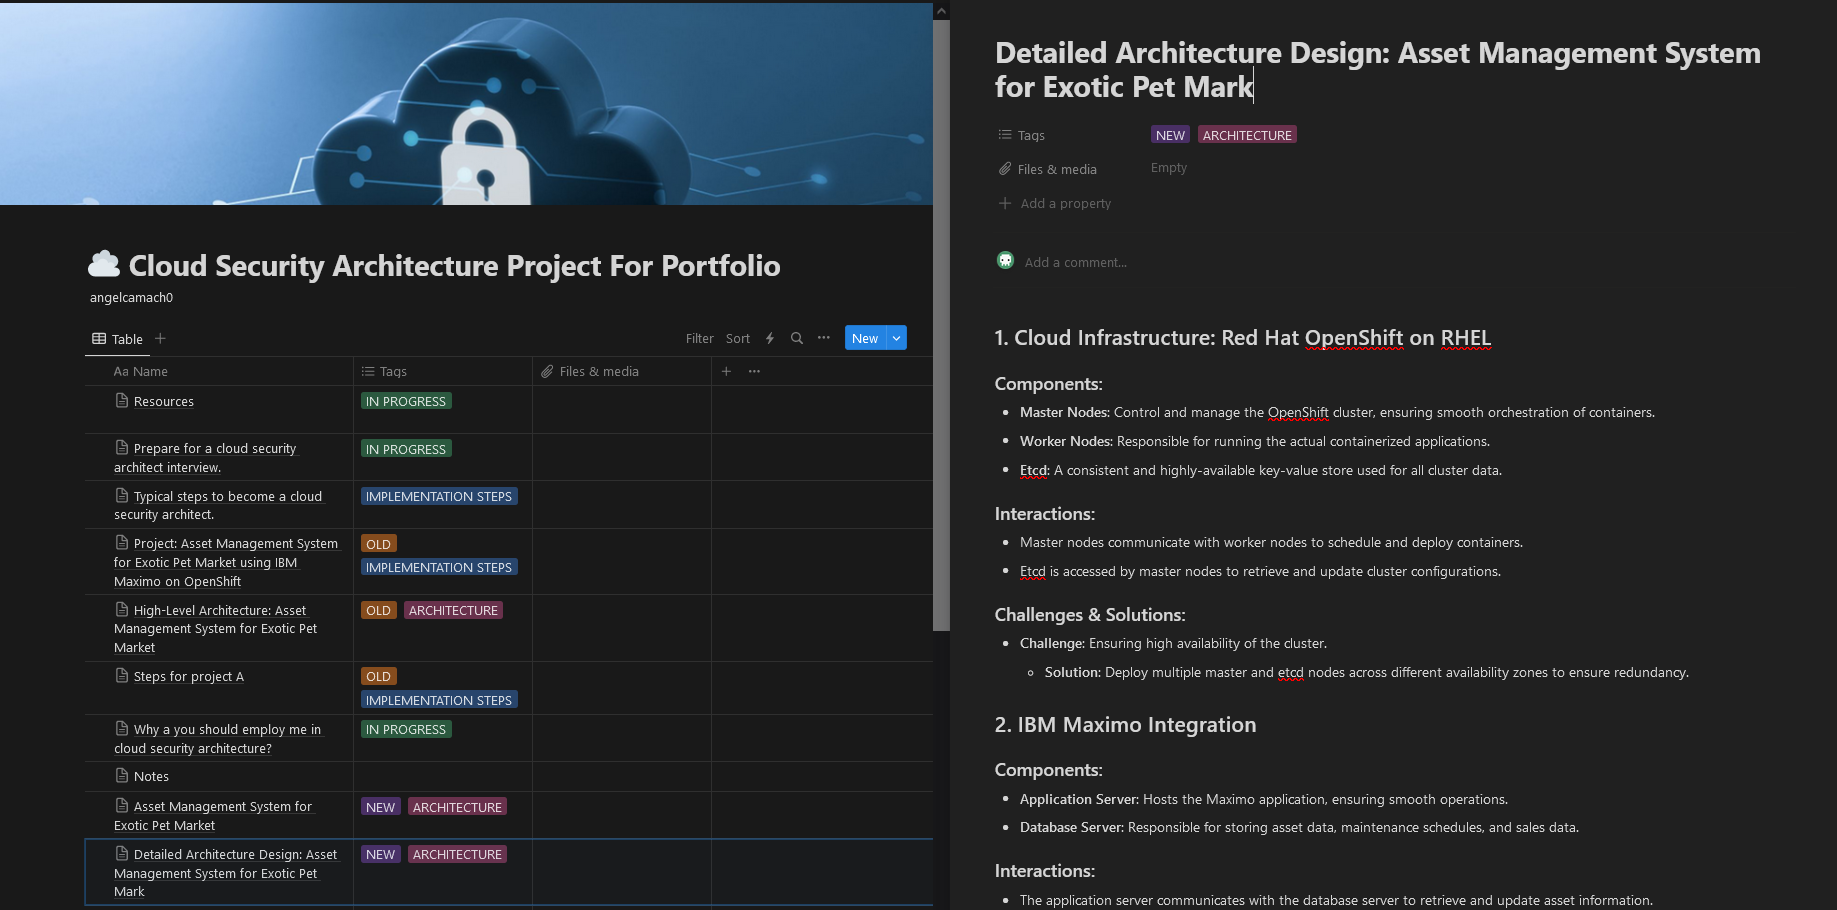 Cloud Security Architecture Project For Portfolio
angelcamach0
Table
Filter Sort New
Aa Name Tags Files & media
Resources IN PROGRESS
Prepare for a cloud security IN PROGRESS
architect interview.
Typical steps to become a cloud IMPLEMENTATION STEPS
security architect.
Project: Asset Management System OLD
for Exotic Pet Market using IBM IMPLEMENTATION STEPS
Maximo on OpenShift
High-Level Architecture: Asset OLD ARCHITECTURE
Management System for Exotic Pet
Market
Steps for project A OLD
IMPLEMENTATION STEPS
Why a you should employ me in IN PROGRESS
cloud security architecture?
Notes
Asset Management System for NEW ARCHITECTURE
Exotic Pet Market
Detailed Architecture Design: Asset NEW ARCHITECTURE
Management System for Exotic Pet
Mark
Detailed Architecture Design: Asset Management System
for Exotic Pet Mark
Tags NEW ARCHITECTURE
Files & media Empty
Add a property
Add a comment...
1. Cloud Infrastructure: Red Hat OpenShift on RHEL
Components:
Master Nodes: Control and manage the OpenShift cluster, ensuring smooth orchestration of containers.
Worker Nodes: Responsible for running the actual containerized applications.
Etcd: A consistent and highly-available key-value store used for all cluster data.
Interactions:
Master nodes communicate with worker nodes to schedule and deploy containers.
Etcd is accessed by master nodes to retrieve and update cluster configurations.
Challenges & Solutions:
Challenge: Ensuring high availability of the cluster.
Solution: Deploy multiple master and etcd nodes across different availability zones to ensure redundancy.
2. IBM Maximo Integration
Components:
Application Server: Hosts the Maximo application, ensuring smooth operations.
Database Server: Responsible for storing asset data, maintenance schedules, and sales data.
Interactions:
The application server communicates with the database server to retrieve and update asset information.